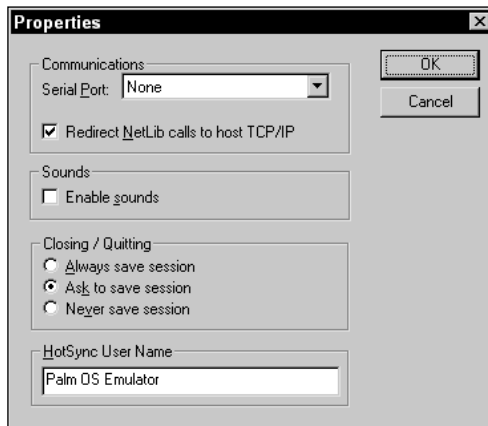 Properties
Communications
Serial Port: None
Redirect NetLib calls to host TCP/IP
Sounds
Enable sounds
Closing / Quitting
Always save session
Ask to save session
Never save session
HotSync User Name
Palm OS Emulator
OK
Cancel